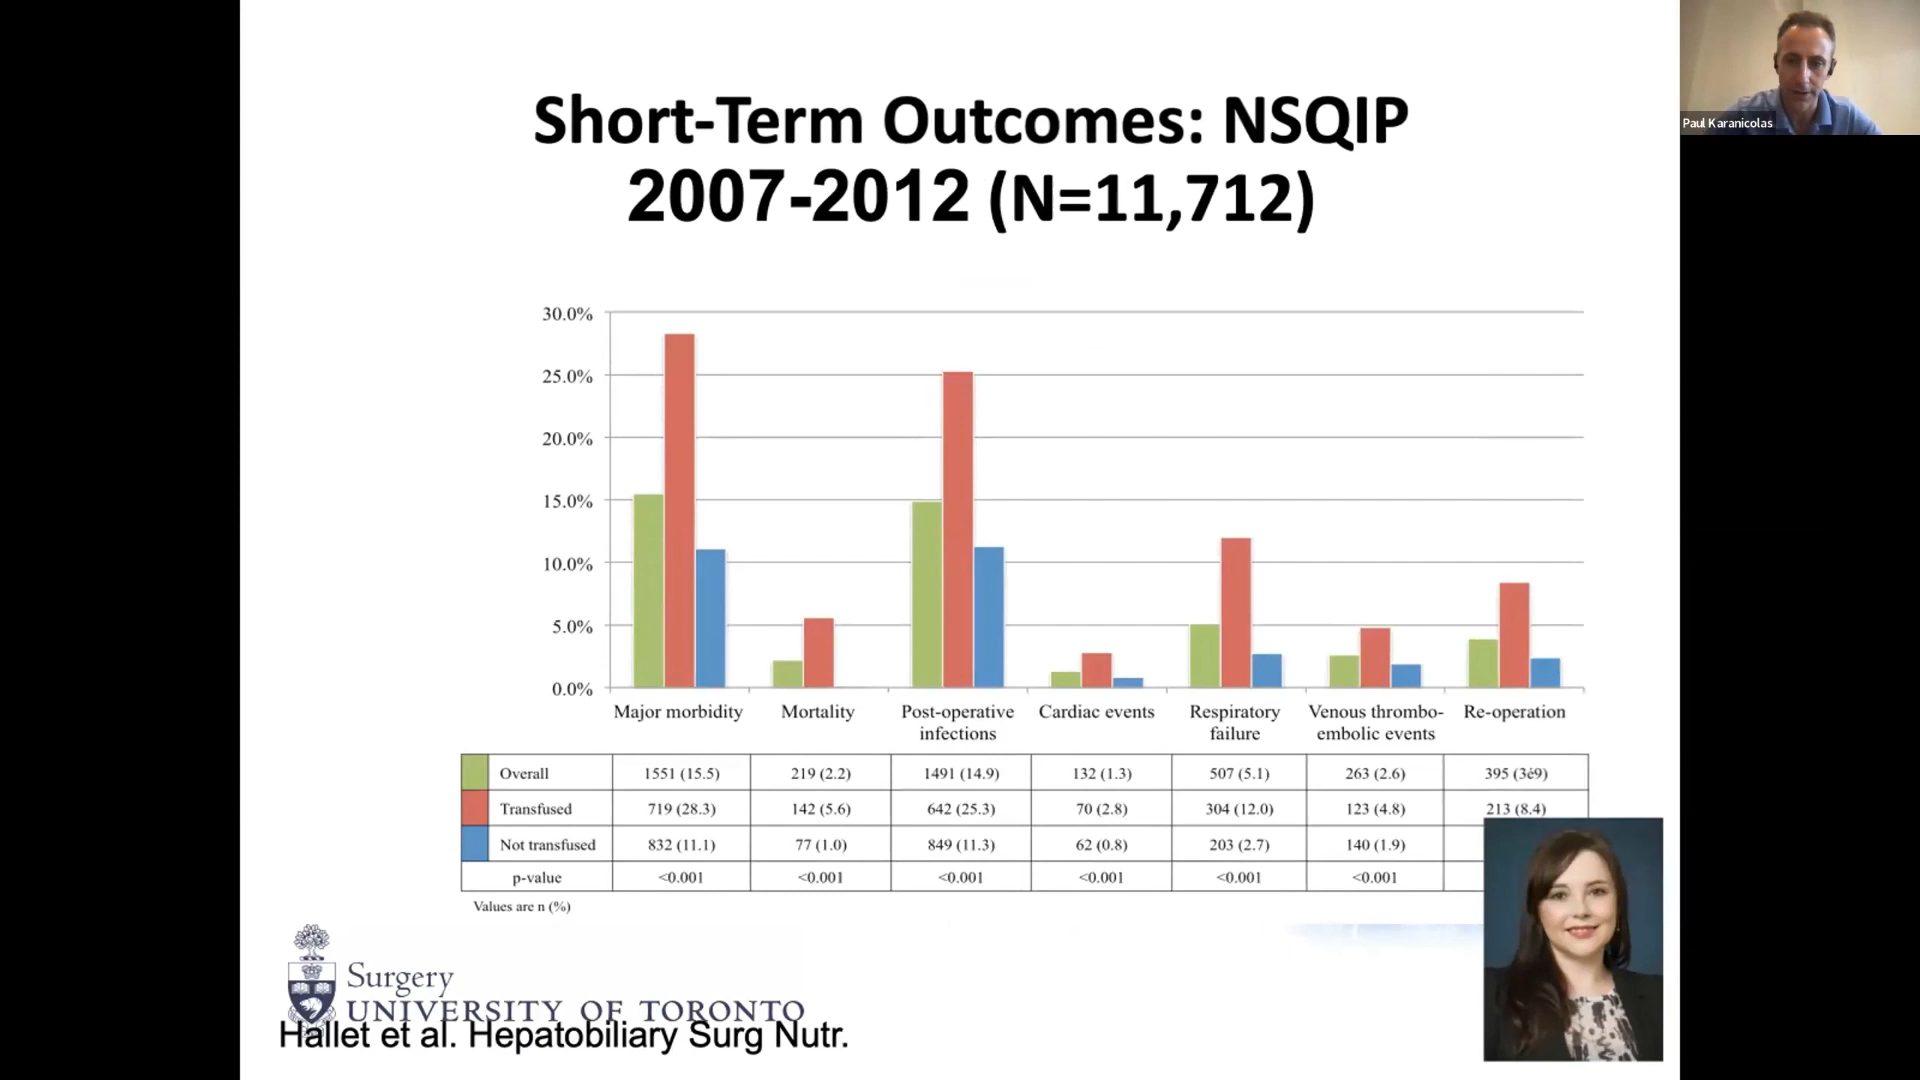 Paul Karanicolas
Short-Term Outcomes: NSQIP
2007-2012 (N=11,712)
30.0%
25.0%
20.0%
15.0%
10.0%
5.0%
0.0%
Major morbidity
Mortality
Post-operative
infections
Cardiac events
Respiratory
failure
Venous thrombo-
embolic events
Re-operation
Overall 1551 (15.5) 219 (2.2) 1491 (14.9) 132 (1.3) 507 (5.1) 263 (2.6) 395 (3é9)
Transfused 719 (28.3) 142 (5.6) 642 (25.3) 70 (2.8) 304 (12.0) 123 (4.8) 213 (8.4)
Not transfused 832 (11.1) 77 (1.0) 849 (11.3) 62 (0.8) 203 (2.7) 140 (1.9)
p-value <0.001 <0.001 <0.001 <0.001 <0.001 <0.001
Values are n (%)
Surgery
UNIVERSITY OF TORONTO
Hallet et al. Hepatobiliary Surg Nutr.